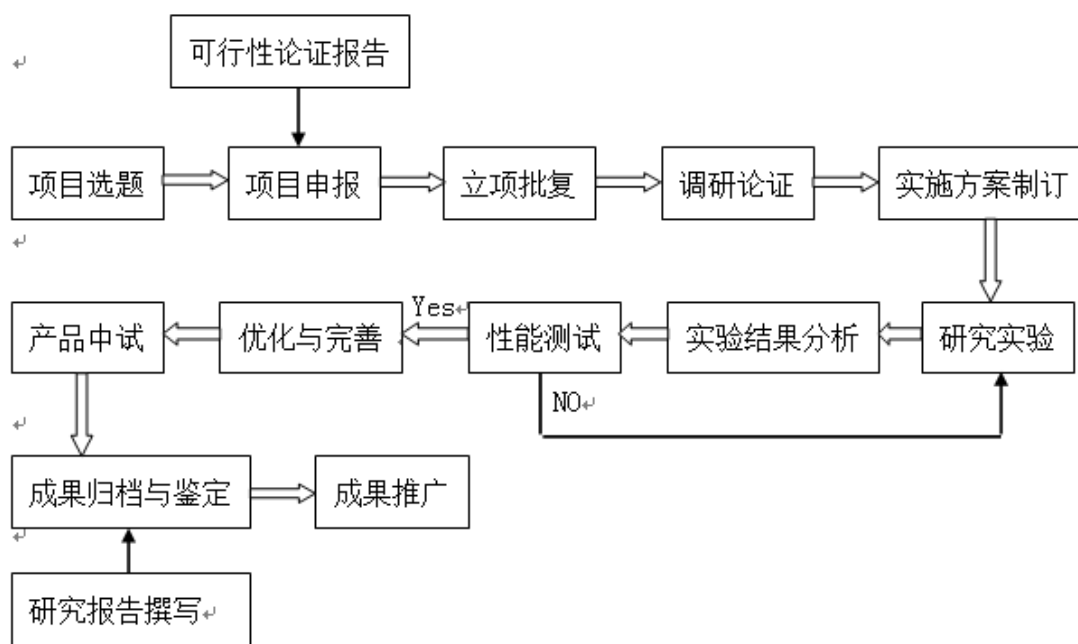 可行性论证报告
项目选题
项目申报
立项批复
调研论证
实施方案制订
产品中试
优化与完善
Yes
性能测试
实验结果分析
研究实验
NO
成果归档与鉴定
成果推广
研究报告撰写